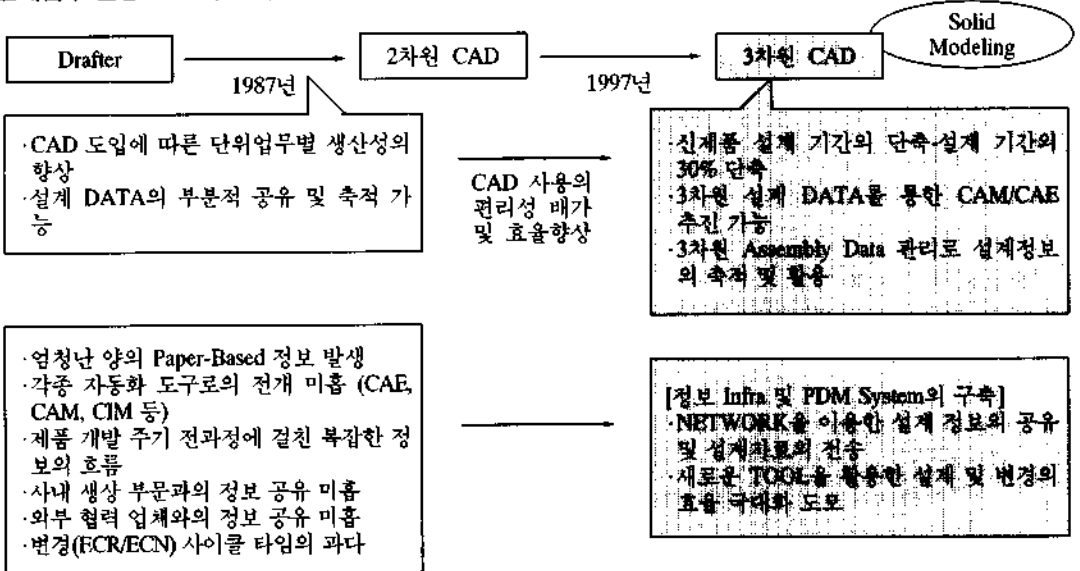 Solid
Modeling
Drafter
2차원 CAD
3차원 CAD
1987년
1997년
·CAD 도입에 따른 단위업무별 생산성의
향상
·설계 DATA의 부분적 공유 및 축적 가
능
CAD 사용의
편리성 배가
및 효율향상
·신제품 설계 기간의 단축-설계 기간의
30% 단축
·3차원 설계 DATA를 통한 CAM/CAE
추진 가능
·3차원 Assembly Data 관리로 설계정보
의 축적 및 활용
·엄청난 양의 Paper-Based 정보 발생
·각종 자동화 도구로의 전개 미흡 (CAE,
CAM, CIM 등)
·제품 개발 주기 전과정에 걸친 복잡한 정
보의 흐름
·사내 생상 부문과의 정보 공유 미흡
·외부 협력 업체와의 정보 공유 미흡
·변경(ECR/ECN) 사이클 타임의 과다
[정보 Infra 및 PDM System의 구축]
·NETWORK을 이용한 설계 정보의 공유
및 설계자료의 전송
·새로운 TOOL을 활용한 설계 및 변경의
효율 극대화 도모